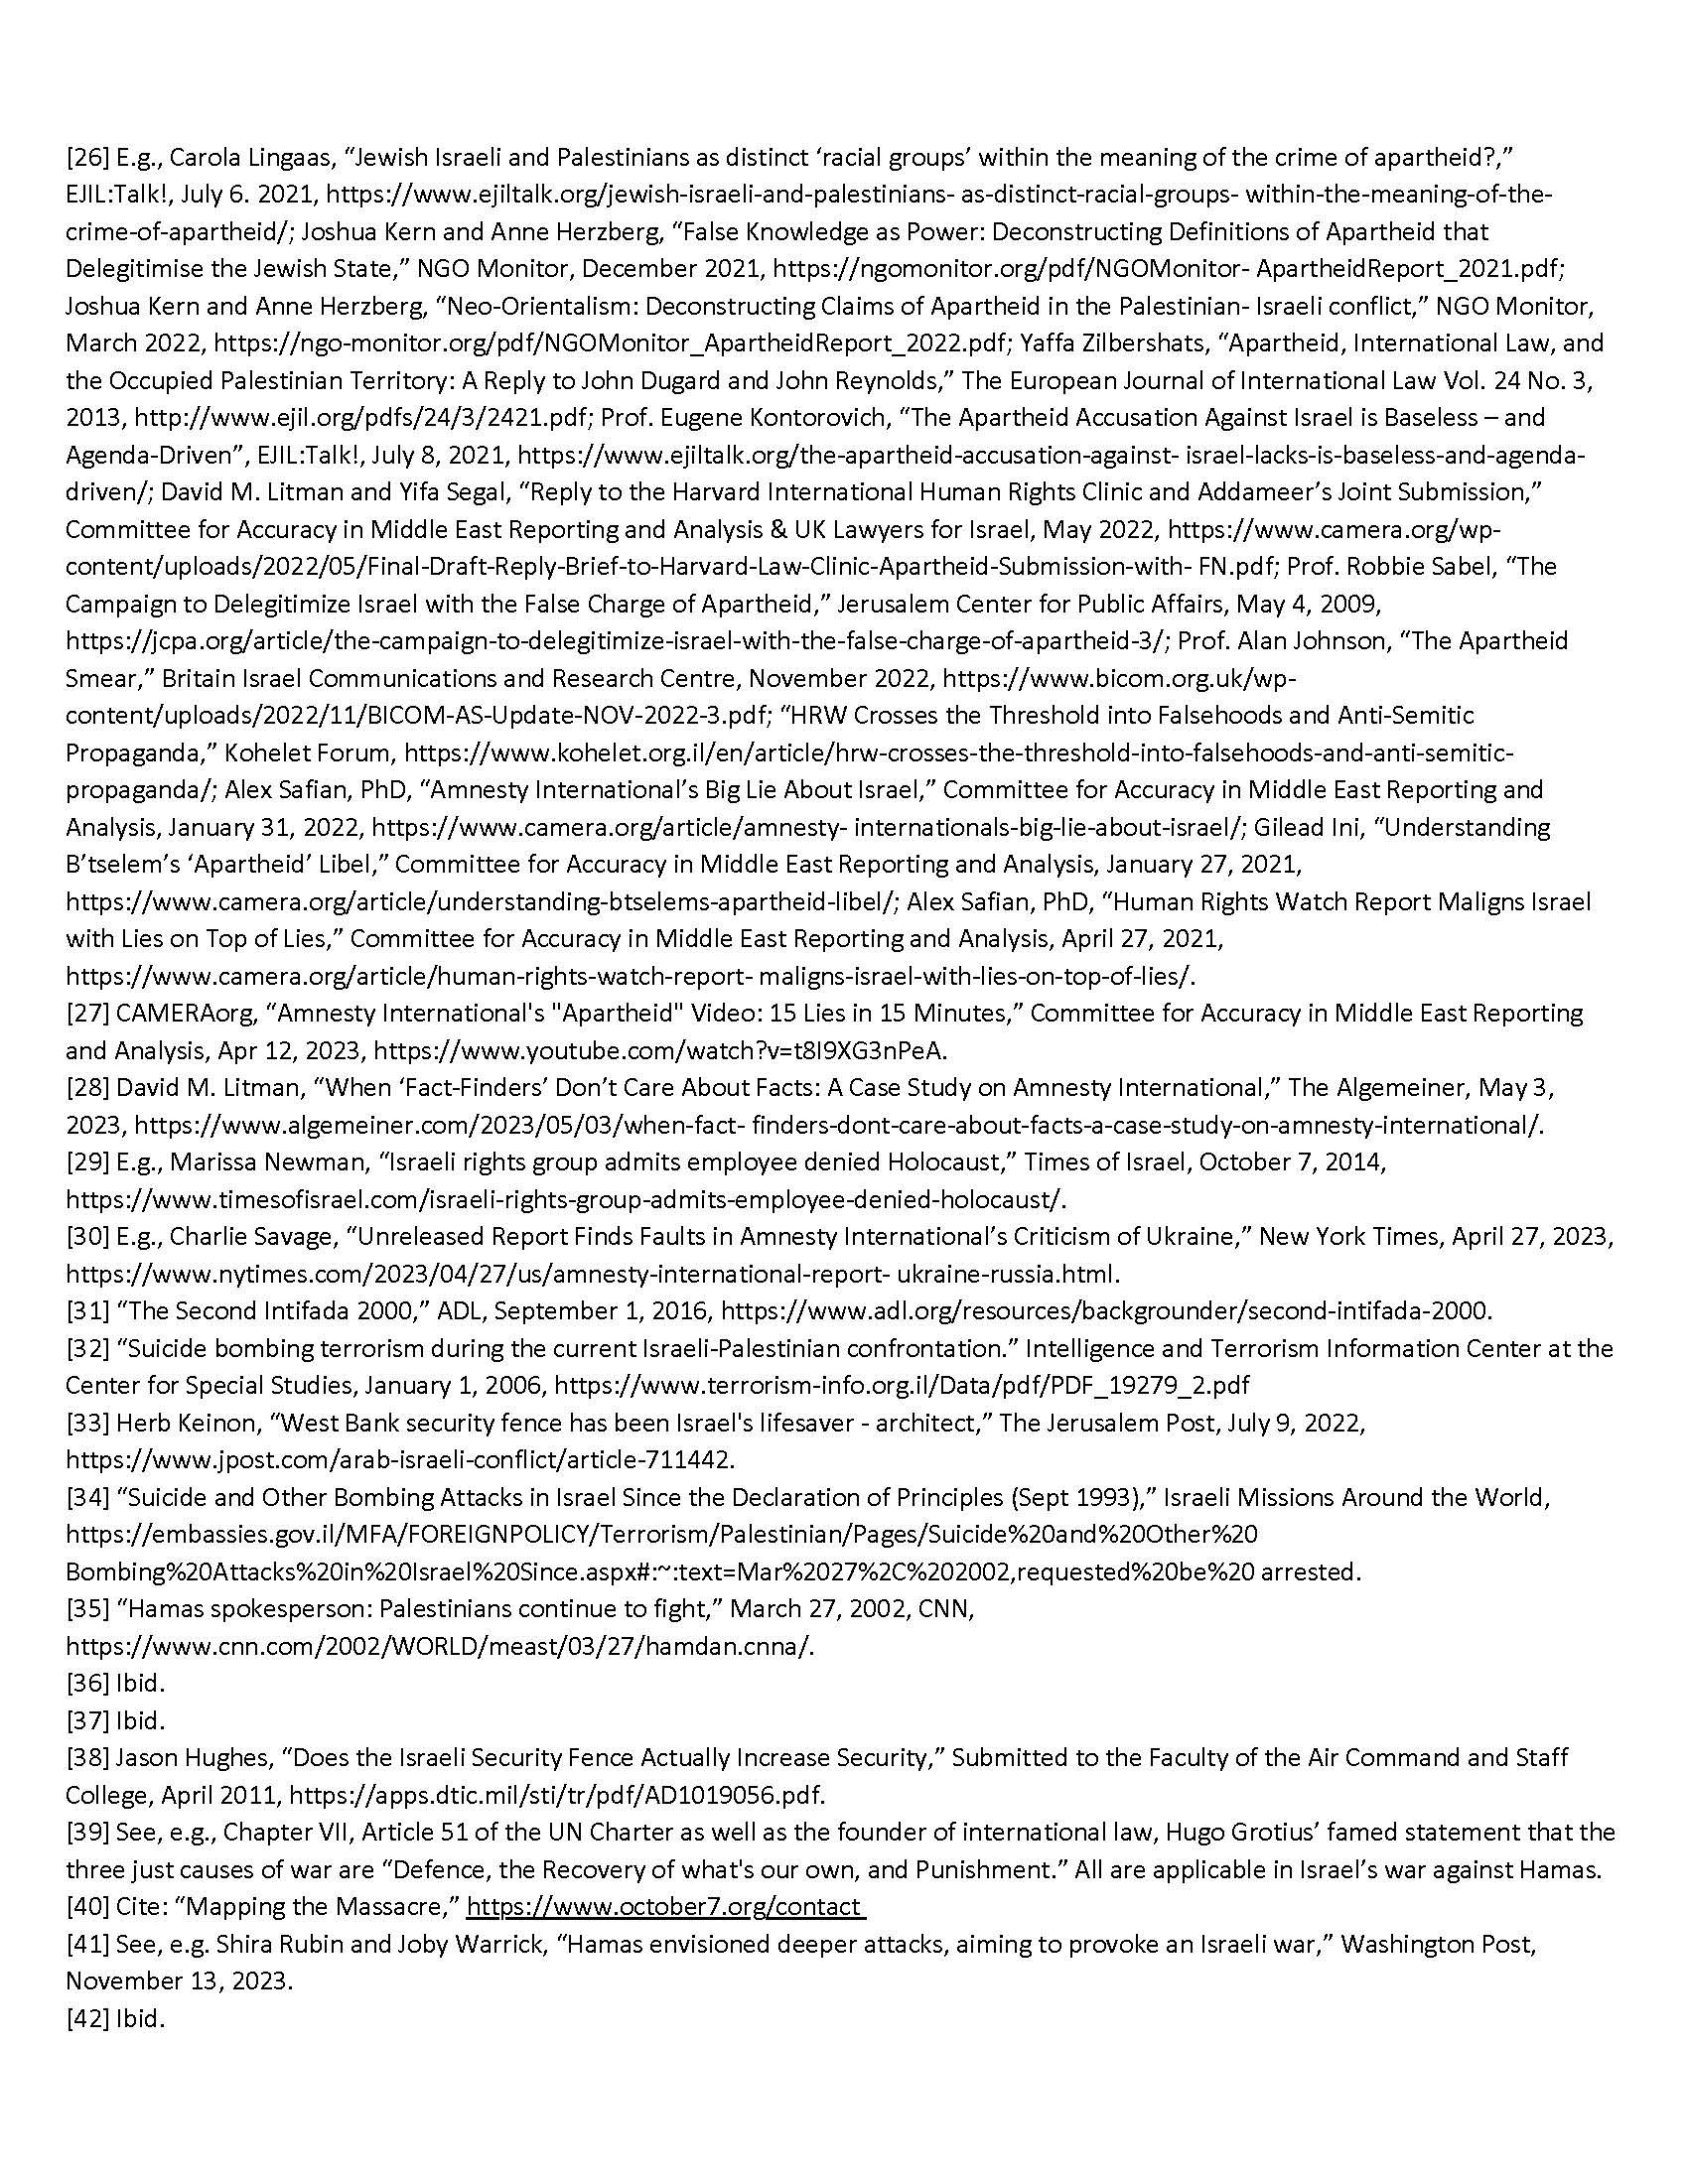 [26] E.g., Carola Lingaas, “Jewish Israeli and Palestinians as distinct ‘racial groups’ within the meaning of the crime of apartheid?,”
EJIL:Talk!, July 6. 2021, https://www.ejiltalk.org/jewish-israeli-and-palestinians- as-distinct-racial-groups- within-the-meaning-of-the-
crime-of-apartheid/; Joshua Kern and Anne Herzberg, “False Knowledge as Power: Deconstructing Definitions of Apartheid that
Delegitimise the Jewish State,” NGO Monitor, December 2021, https://ngomonitor.org/pdf/NGOMonitor- ApartheidReport_2021.pdf;
Joshua Kern and Anne Herzberg, “Neo-Orientalism: Deconstructing Claims of Apartheid in the Palestinian- Israeli conflict,” NGO Monitor,
March 2022, https://ngo-monitor.org/pdf/NGOMonitor_ApartheidReport_2022.pdf; Yaffa Zilbershats, “Apartheid, International Law, and
the Occupied Palestinian Territory: A Reply to John Dugard and John Reynolds,” The European Journal of International Law Vol. 24 No. 3,
2013, http://www.ejil.org/pdfs/24/3/2421.pdf; Prof. Eugene Kontorovich, “The Apartheid Accusation Against Israel is Baseless – and
Agenda-Driven”, EJIL:Talk!, July 8, 2021, https://www.ejiltalk.org/the-apartheid-accusation-against- israel-lacks-is-baseless-and-agenda-
driven/; David M. Litman and Yifa Segal, “Reply to the Harvard International Human Rights Clinic and Addameer’s Joint Submission,”
Committee for Accuracy in Middle East Reporting and Analysis & UK Lawyers for Israel, May 2022, https://www.camera.org/wp-
content/uploads/2022/05/Final-Draft-Reply-Brief-to-Harvard-Law-Clinic-Apartheid-Submission-with- FN.pdf; Prof. Robbie Sabel, “The
Campaign to Delegitimize Israel with the False Charge of Apartheid,” Jerusalem Center for Public Affairs, May 4, 2009,
https://jcpa.org/article/the-campaign-to-delegitimize-israel-with-the-false-charge-of-apartheid-3/; Prof. Alan Johnson, “The Apartheid
Smear,” Britain Israel Communications and Research Centre, November 2022, https://www.bicom.org.uk/wp-
content/uploads/2022/11/BICOM-AS-Update-NOV-2022-3.pdf; “HRW Crosses the Threshold into Falsehoods and Anti-Semitic
Propaganda,” Kohelet Forum, https://www.kohelet.org.il/en/article/hrw-crosses-the-threshold-into-falsehoods-and-anti-semitic-
propaganda/; Alex Safian, PhD, “Amnesty International’s Big Lie About Israel,” Committee for Accuracy in Middle East Reporting and
Analysis, January 31, 2022, https://www.camera.org/article/amnesty- internationals-big-lie-about-israel/; Gilead Ini, “Understanding
B’tselem’s ‘Apartheid’ Libel,” Committee for Accuracy in Middle East Reporting and Analysis, January 27, 2021,
https://www.camera.org/article/understanding-btselems-apartheid-libel/; Alex Safian, PhD, “Human Rights Watch Report Maligns Israel
with Lies on Top of Lies,” Committee for Accuracy in Middle East Reporting and Analysis, April 27, 2021,
https://www.camera.org/article/human-rights-watch-report- maligns-israel-with-lies-on-top-of-lies/.
[27] CAMERAorg, “Amnesty International's "Apartheid" Video: 15 Lies in 15 Minutes,” Committee for Accuracy in Middle East Reporting
and Analysis, Apr 12, 2023, https://www.youtube.com/watch?v=t8I9XG3nPeA.
[28] David M. Litman, “When ‘Fact-Finders’ Don’t Care About Facts: A Case Study on Amnesty International,” The Algemeiner, May 3,
2023, https://www.algemeiner.com/2023/05/03/when-fact- finders-dont-care-about-facts-a-case-study-on-amnesty-international/.
[29] E.g., Marissa Newman, “Israeli rights group admits employee denied Holocaust,” Times of Israel, October 7, 2014,
https://www.timesofisrael.com/israeli-rights-group-admits-employee-denied-holocaust/.
[30] E.g., Charlie Savage, “Unreleased Report Finds Faults in Amnesty International’s Criticism of Ukraine,” New York Times, April 27, 2023,
https://www.nytimes.com/2023/04/27/us/amnesty-international-report- ukraine-russia.html.
[31] “The Second Intifada 2000,” ADL, September 1, 2016, https://www.adl.org/resources/backgrounder/second-intifada-2000.
[32] “Suicide bombing terrorism during the current Israeli-Palestinian confrontation.” Intelligence and Terrorism Information Center at the
Center for Special Studies, January 1, 2006, https://www.terrorism-info.org.il/Data/pdf/PDF_19279_2.pdf
[33] Herb Keinon, “West Bank security fence has been Israel's lifesaver - architect,” The Jerusalem Post, July 9, 2022,
https://www.jpost.com/arab-israeli-conflict/article-711442.
[34] “Suicide and Other Bombing Attacks in Israel Since the Declaration of Principles (Sept 1993),” Israeli Missions Around the World,
https://embassies.gov.il/MFA/FOREIGNPOLICY/Terrorism/Palestinian/Pages/Suicide%20and%20Other%20
Bombing%20Attacks%20in%20Israel%20Since.aspx#:~:text=Mar%2027%2C%202002,requested%20be%20 arrested.
[35] “Hamas spokesperson: Palestinians continue to fight,” March 27, 2002, CNN,
https://www.cnn.com/2002/WORLD/meast/03/27/hamdan.cnna/.
[36] Ibid.
[37] Ibid.
[38] Jason Hughes, “Does the Israeli Security Fence Actually Increase Security,” Submitted to the Faculty of the Air Command and Staff
College, April 2011, https://apps.dtic.mil/sti/tr/pdf/AD1019056.pdf.
[39] See, e.g., Chapter VII, Article 51 of the UN Charter as well as the founder of international law, Hugo Grotius’ famed statement that the
three just causes of war are “Defence, the Recovery of what's our own, and Punishment.” All are applicable in Israel’s war against Hamas.
[40] Cite: “Mapping the Massacre,” https://www.october7.org/contact
[41] See, e.g. Shira Rubin and Joby Warrick, “Hamas envisioned deeper attacks, aiming to provoke an Israeli war,” Washington Post,
November 13, 2023.
[42] Ibid.